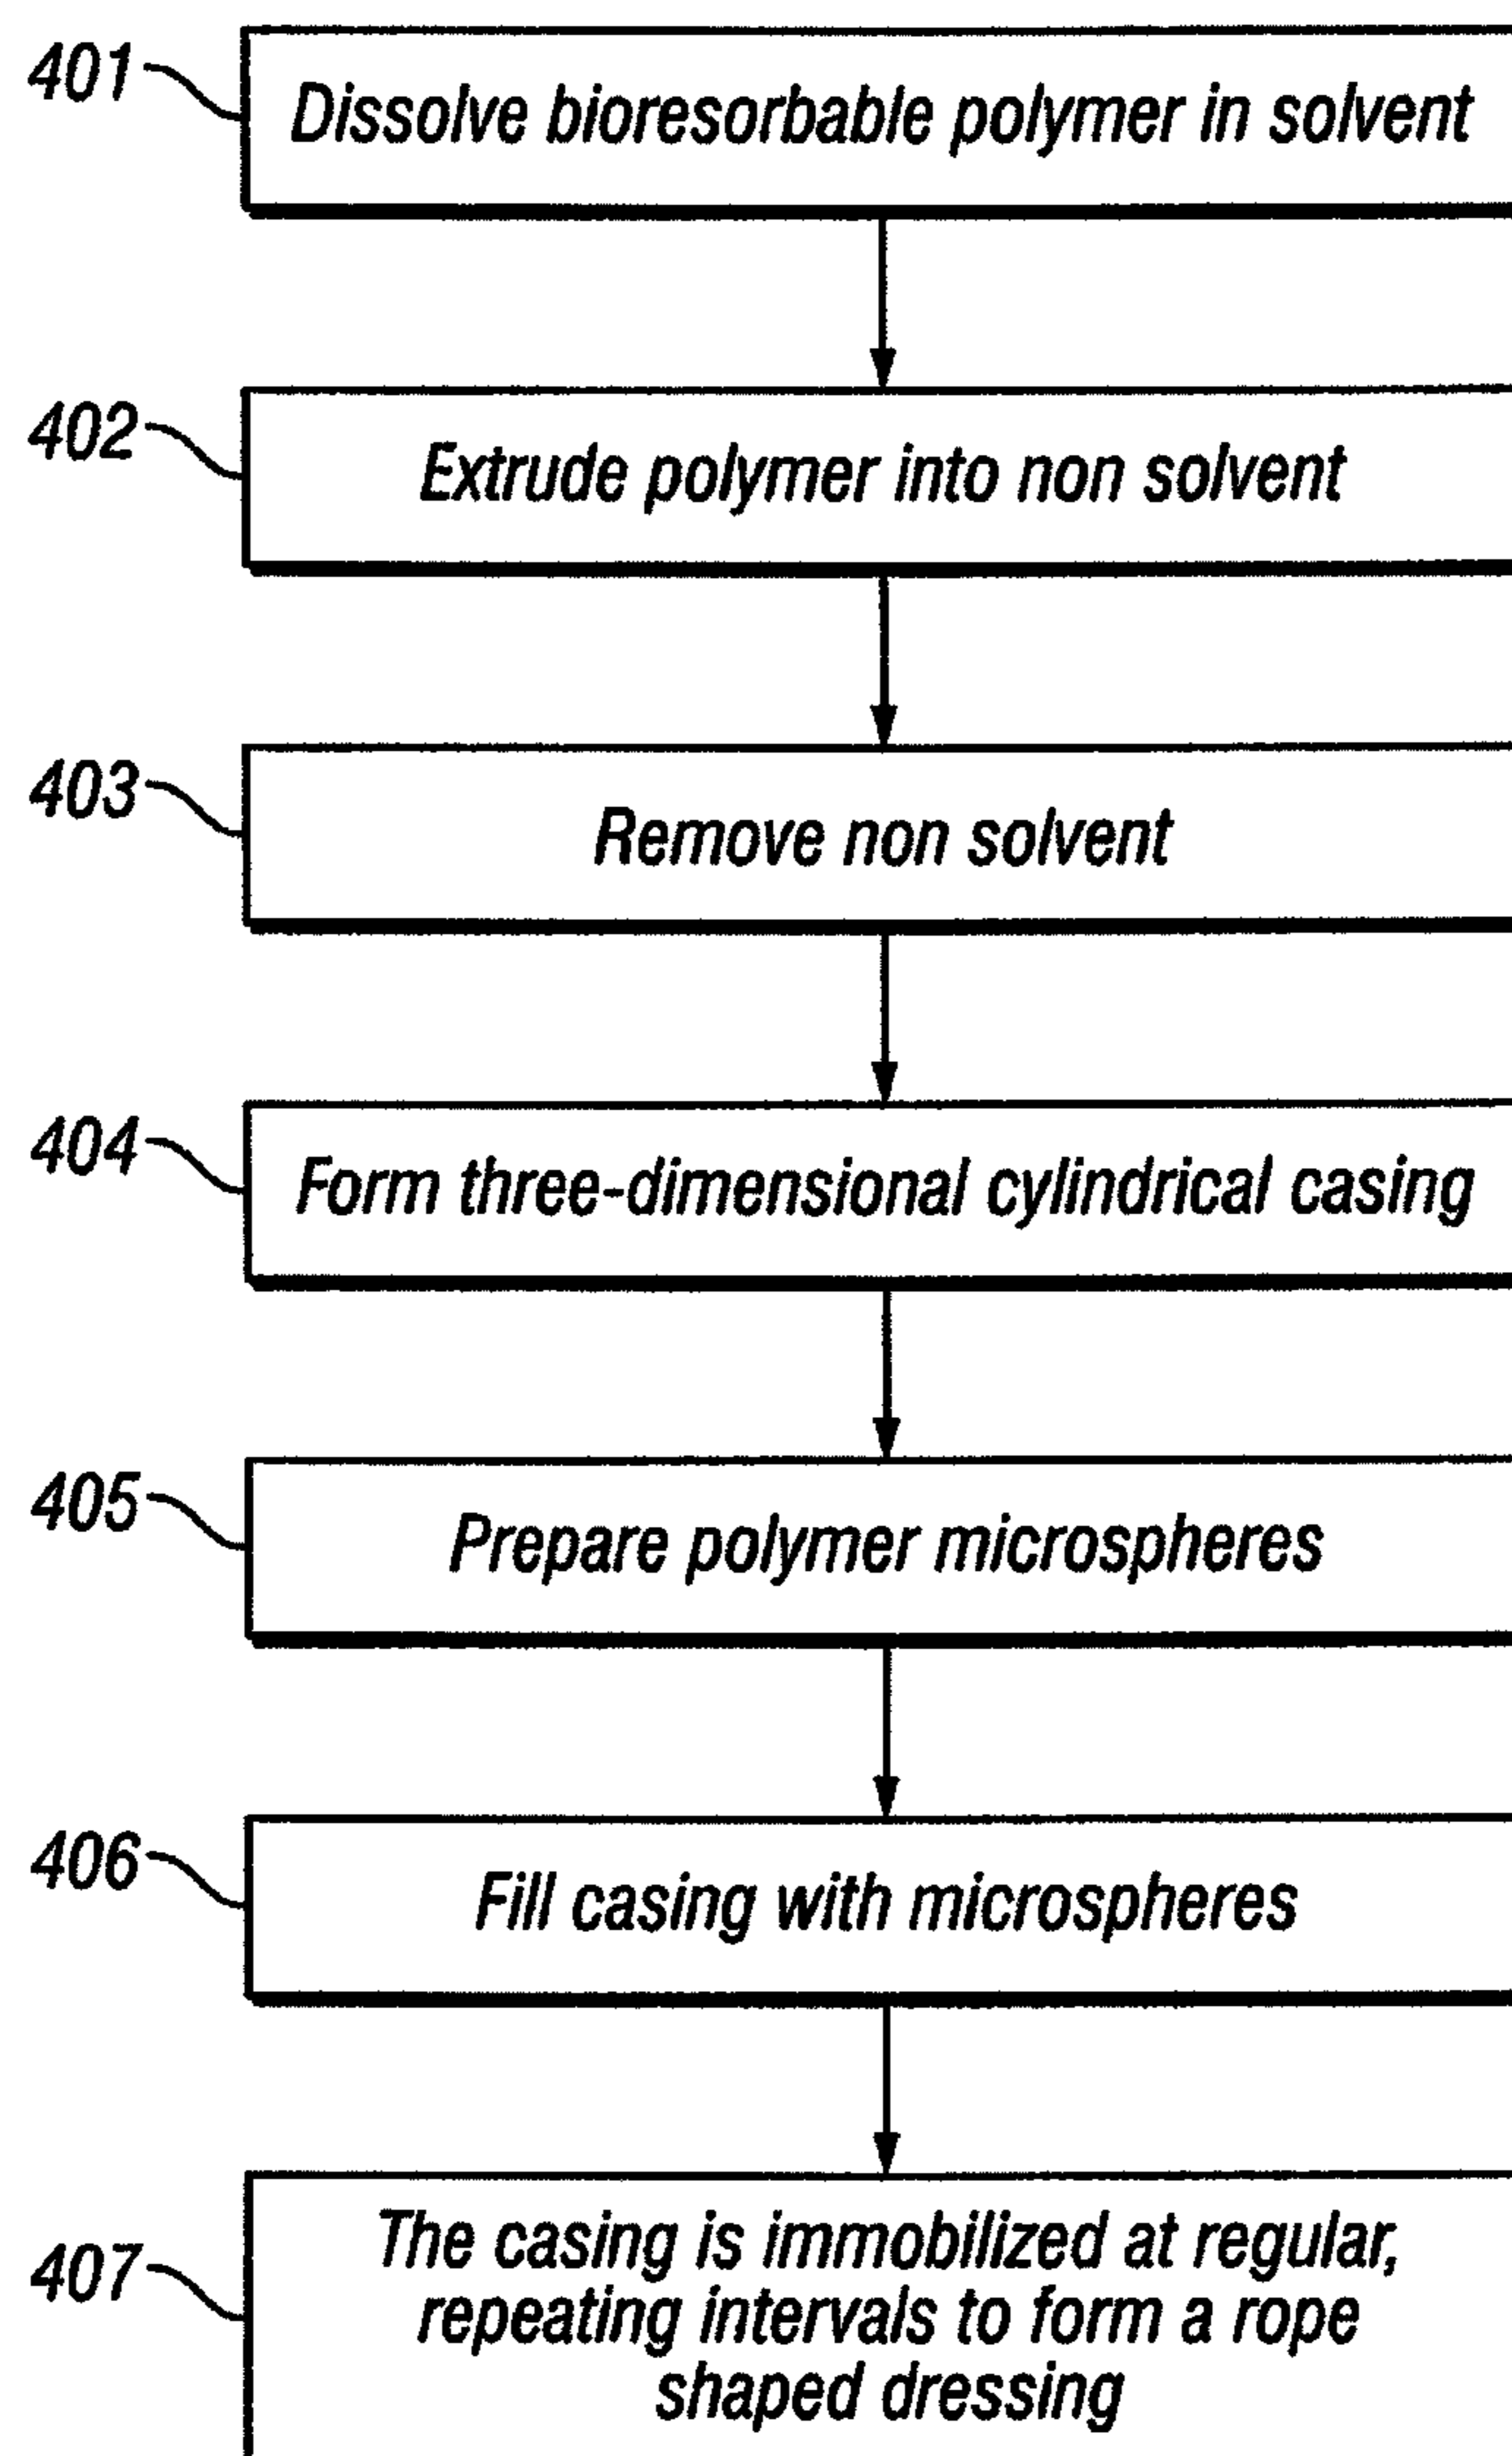 401
Dissolve bioresorbable polymer in solvent
402
Extrude polymer into non solvent
403
Remove non solvent
404
Form three-dimensional cylindrical casing
405
Prepare polymer microspheres
406
Fill casing with microspheres
407
The casing is immobilized at regular,
repeating intervals to form a rope
shaped dressing